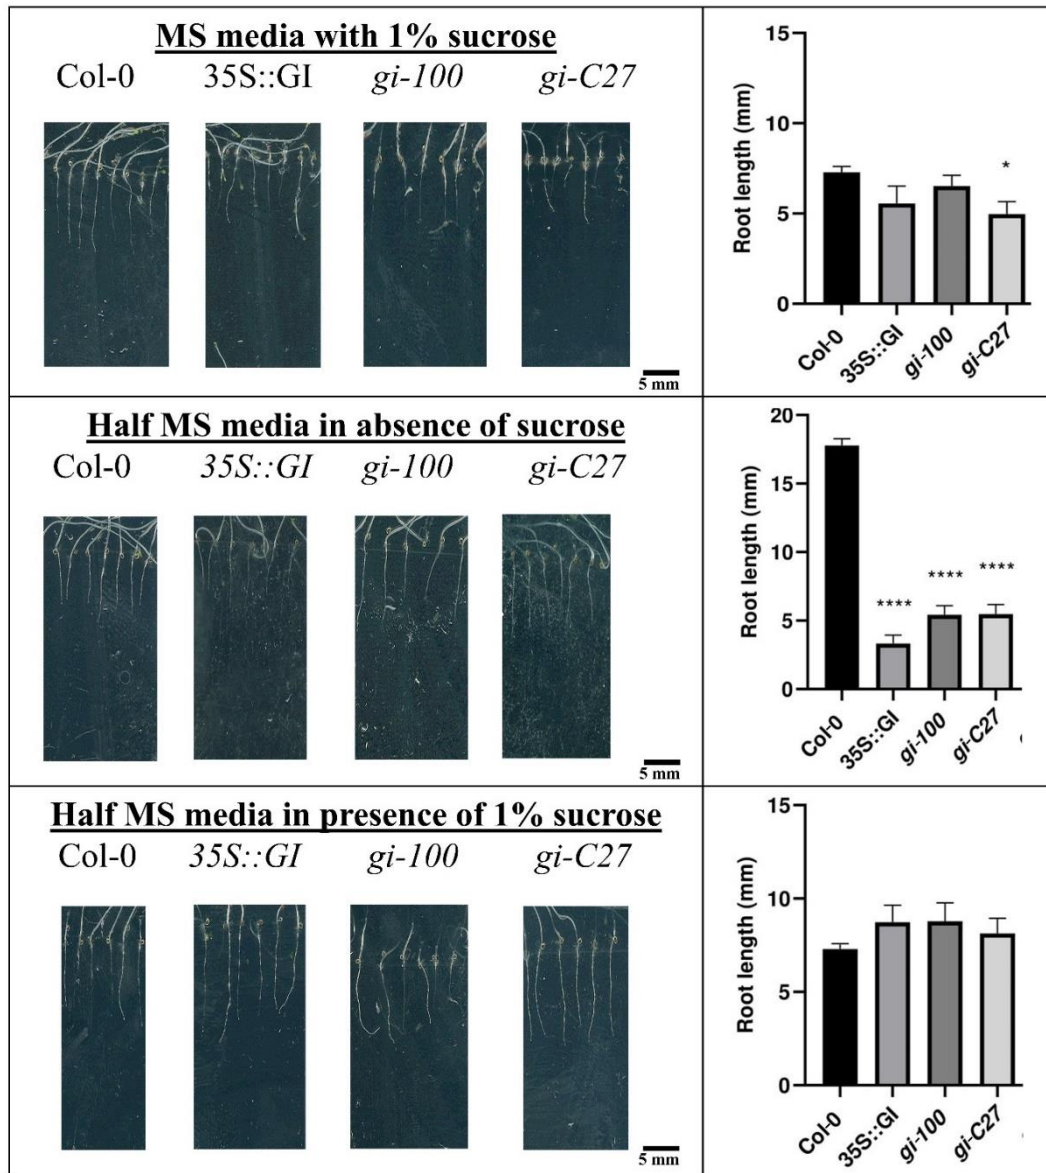 MS media with 1% sucrose
Col-0 35S::GI gi-100 gi-C27
5 mm
15
10
5
0
Root length (mm)
*
Col-0
35S::GI
gi-100
gi-C27
Half MS media in absence of sucrose
Col-0 35S::GI gi-100 gi-C27
5 mm
20
15
10
5
0
Root length (mm)
**** **** ****
Col-0
35S::GI
gi-100
gi-C27
Half MS media in presence of 1% sucrose
Col-0 35S::GI gi-100 gi-C27
5 mm
15
10
5
0
Root length (mm)
Col-0
35S::GI
gi-100
gi-C27